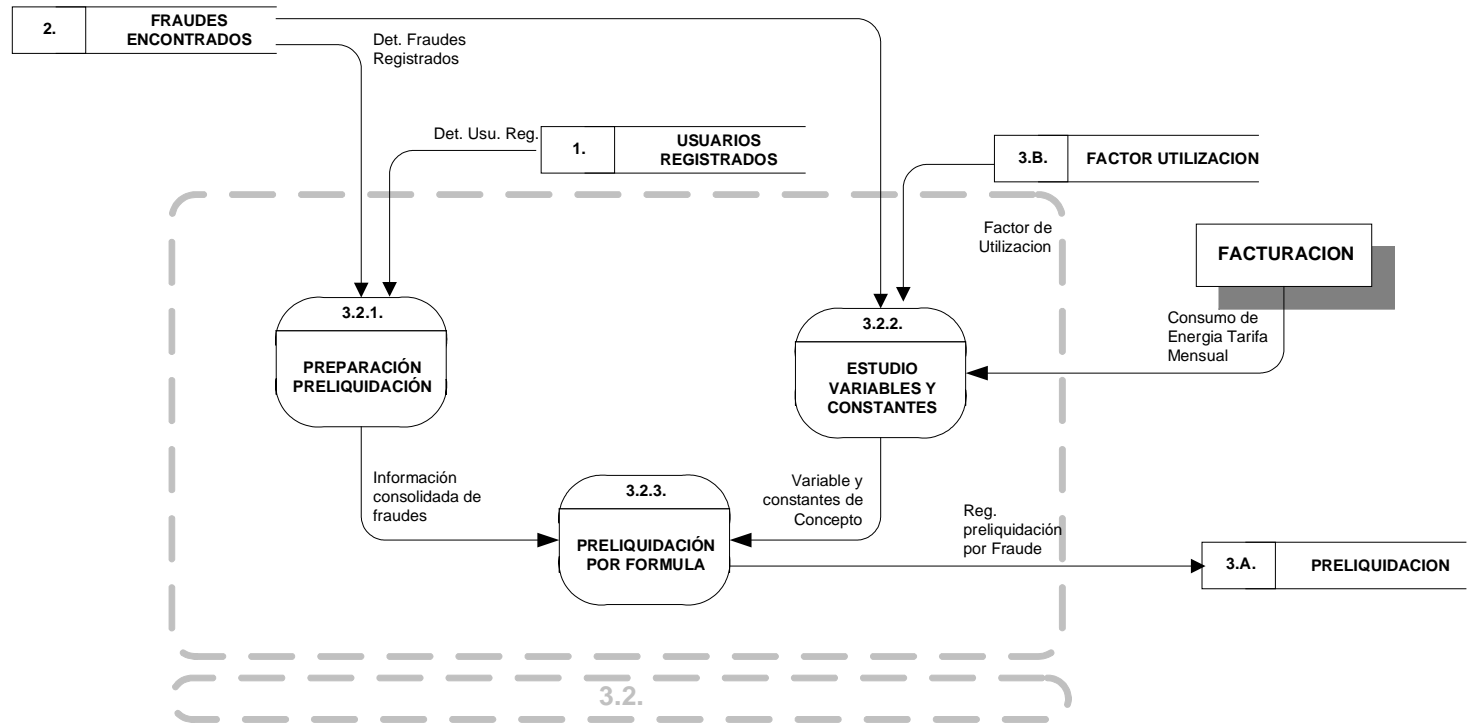 2.
FRAUDES
ENCONTRADOS
Det. Fraudes
Registrados
Det. Usu. Reg.
1.
USUARIOS
REGISTRADOS
3.B.
FACTOR UTILIZACION
Factor de
Utilizacion
FACTURACION
Consumo de
Energia Tarifa
Mensual
3.2.1.
PREPARACIÓN
PRELIQUIDACIÓN
3.2.2.
ESTUDIO
VARIABLES Y
CONSTANTES
Información
consolidada de
fraudes
3.2.3.
PRELIQUIDACIÓN
POR FORMULA
Variable y
constantes de
Concepto
Reg.
preliquidación
por Fraude
3.A.
PRELIQUIDACION
3.2.